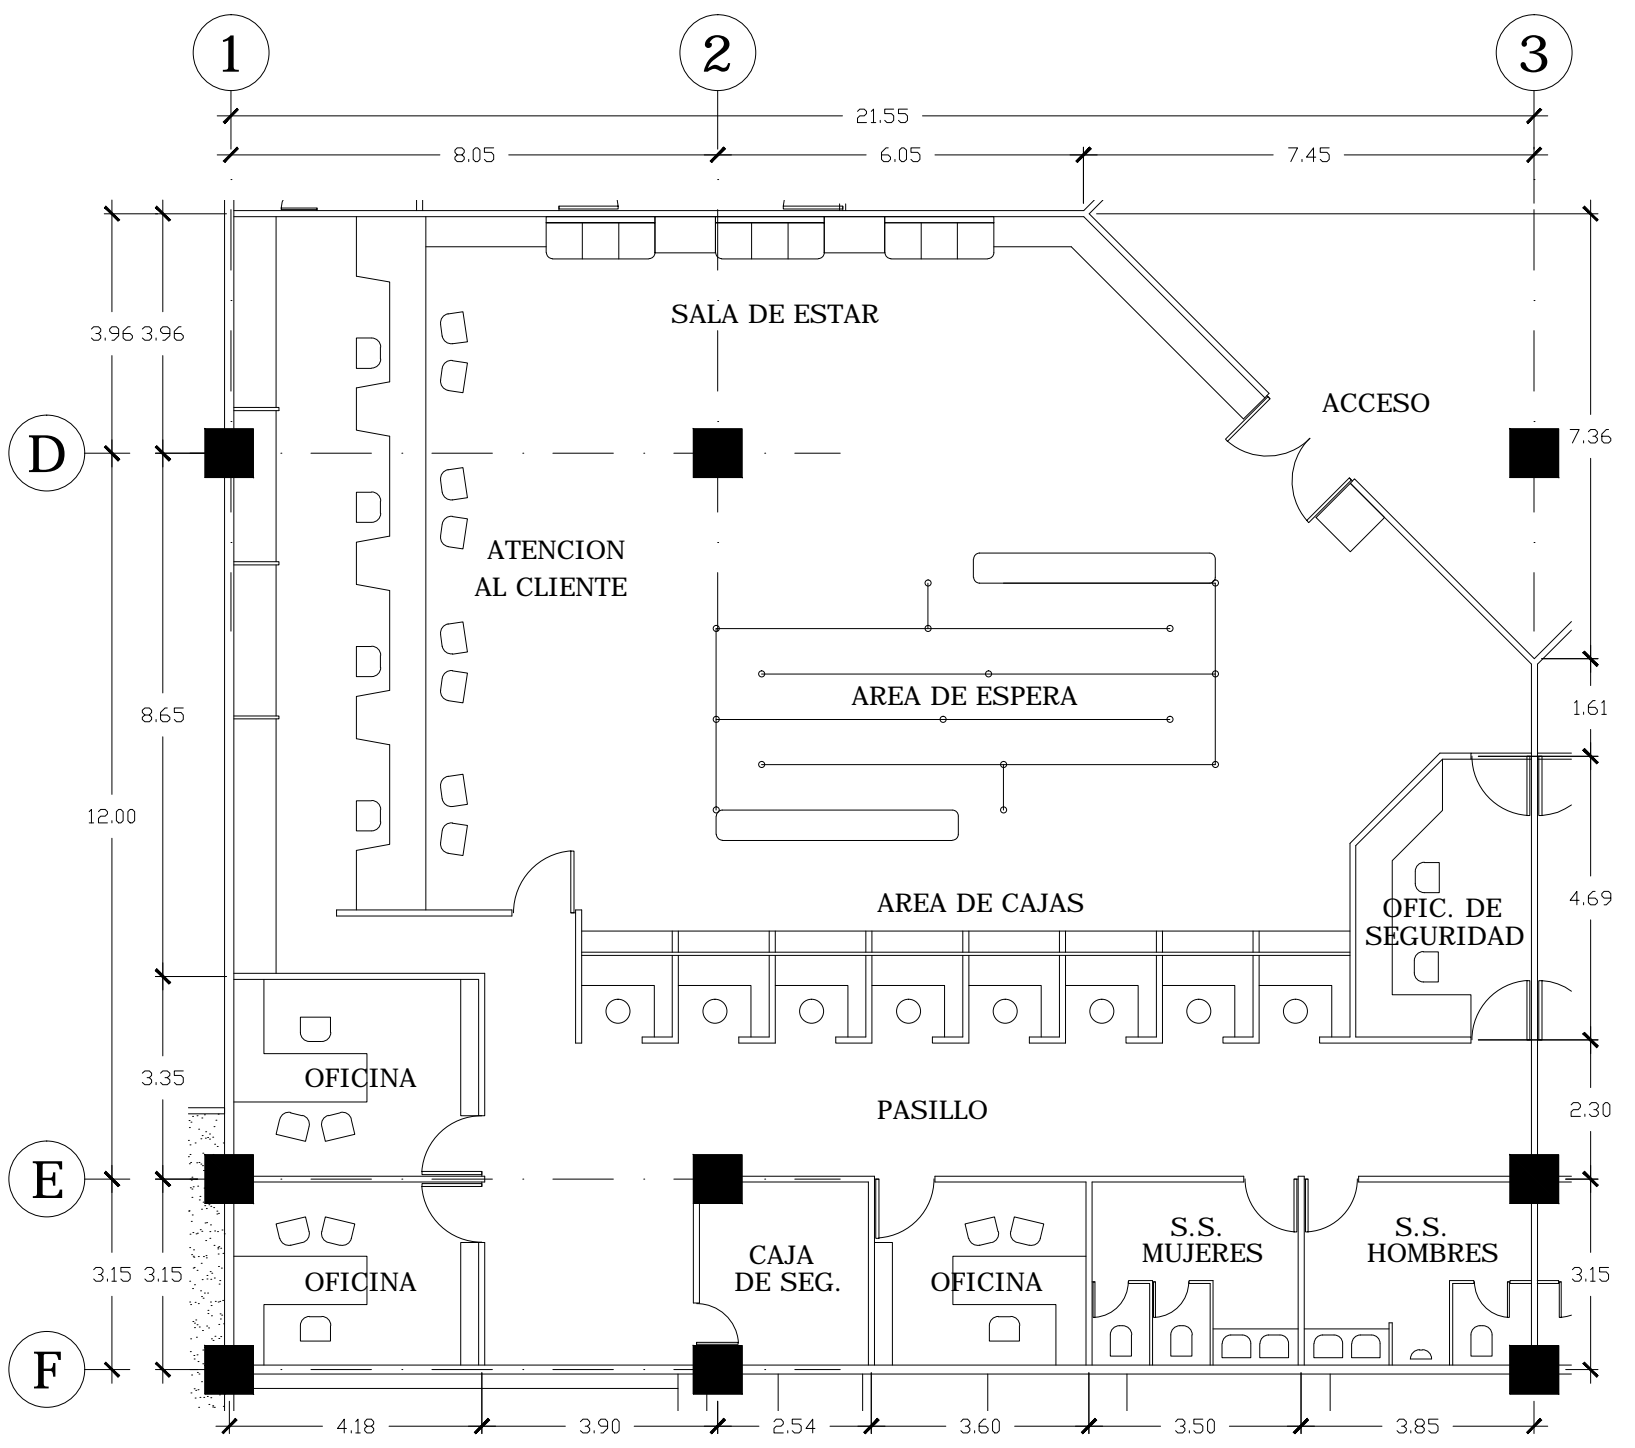 1 2 3
21.55
8.05 6.05 7.45
SALA DE ESTAR
3.96 3.96
ACCESO
D
7.36
ATENCION
AL CLIENTE
AREA DE ESPERA
8.65
1.61
12.00
AREA DE CAJAS
OFIC. DE
SEGURIDAD
4.69
OFICINA
3.35
PASILLO
2.30
E
S.S.
MUJERES
S.S.
HOMBRES
CAJA
DE SEG.
OFICINA
OFICINA
3.15 3.15
3.15
F
4.18 3.90 2.54 3.60 3.50 3.85